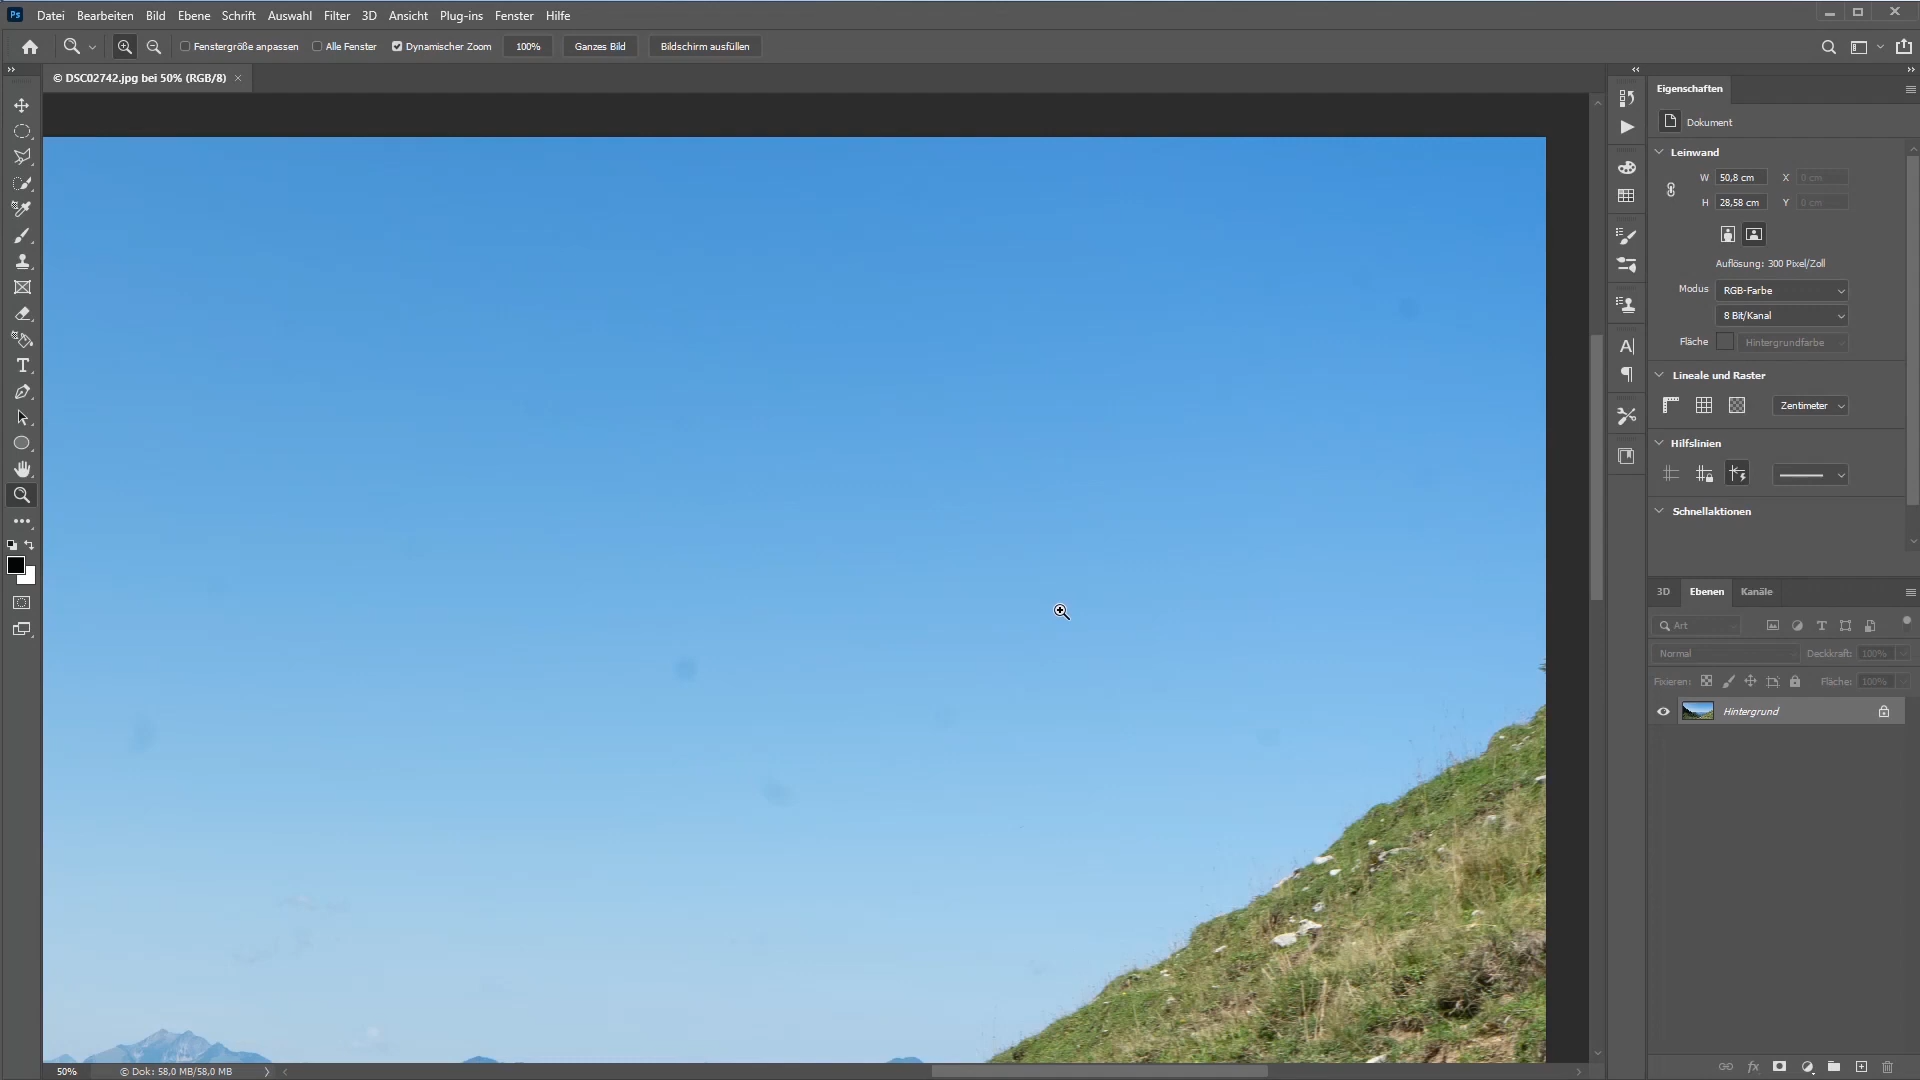 Ps Datei Bearbeiten Bild Ebene Schrift Auswahl Filter 3D Ansicht Plug-ins Fenster Hilfe
Fenstergröße anpassen Alle Fenster Dynamischer Zoom 100% Ganzes Bild Bildschirm ausfüllen
© DSC02742.jpg bei 50% (RGB/8) ×
Eigenschaften
Dokument
Leinwand
W 50,8 cm X 0 cm
H 28,58 cm Y 0 cm
Auflösung: 300 Pixel/Zoll
Modus RGB-Farbe
8 Bit/Kanal
Fläche Hintergrundfarbe
Lineale und Raster
Zentimeter
Hilfslinien
Schnellaktionen
3D Ebenen Kanäle
Art
Normal Deckkraft: 100%
Fixieren: Fläche: 100%
Hintergrund
50% © Dok: 58,0 MB/58,0 MB